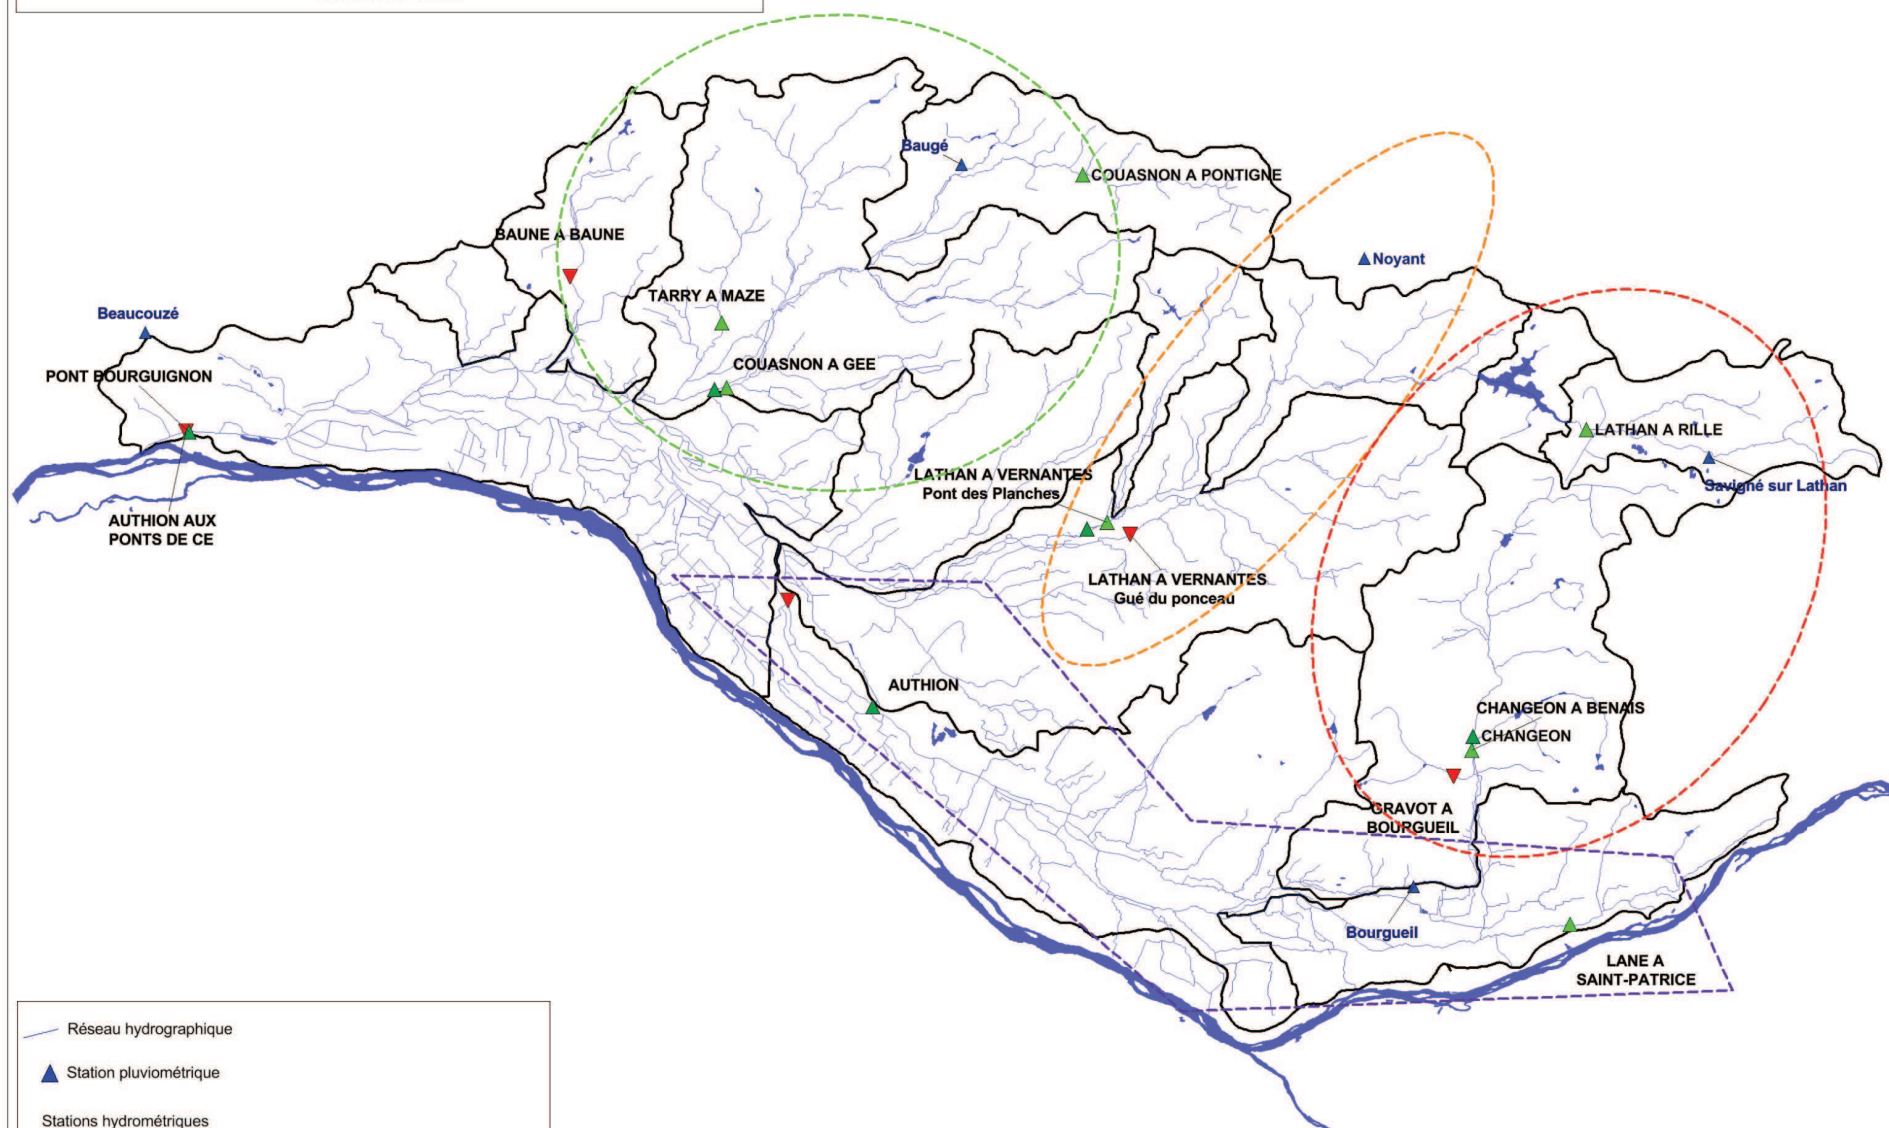 Baugé
COUASNON A PONTIGNE
BAUNE A BAUNE
Noyant
TARRY A MAZE
Beaucouzé
COUASNON A GEE
PONT BOURGUIGNON
LATHAN A RILLE
LATHAN A VERNANTES
Pont des Planches
Savigné sur Lathan
AUTHION AUX
PONTS DE CE
LATHAN A VERNANTES
Gué du ponceau
AUTHION
CHANGEON A BENAIS
CHANGEON
GRAVOT A
BOURGUEIL
Bourgueil
LANE A
SAINT-PATRICE
Réseau hydrographique
Station pluviométrique
Stations hydrométriques